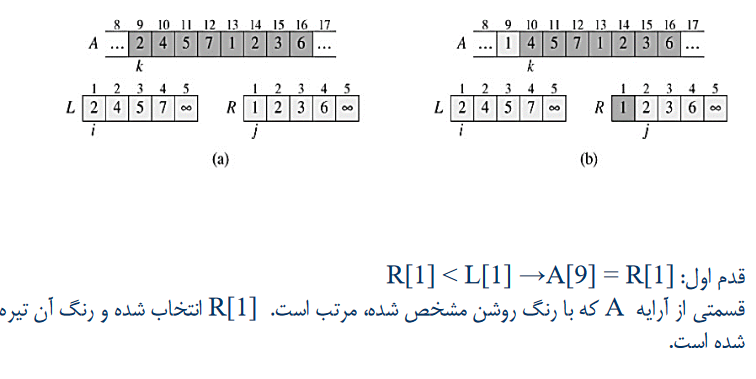 8 9 10 11 12 13 14 15 16 17
A ... 2 4 5 7 1 2 3 6 ...
k
1 2 3 4 5
L 2 4 5 7 ∞
i
1 2 3 4 5
R 1 2 3 6 ∞
j
(a)
8 9 10 11 12 13 14 15 16 17
A ... 1 4 5 7 1 2 3 6 ...
k
1 2 3 4 5
L 2 4 5 7 ∞
i
1 2 3 4 5
R 1 2 3 6 ∞
j
(b)
قدم اول: R[1] < L[1] →A[9] = R[1]
قسمتی از آرایه A که با رنگ روشن مشخص شده، مرتب است. R[1] انتخاب شده و رنگ آن تیره
شده است.